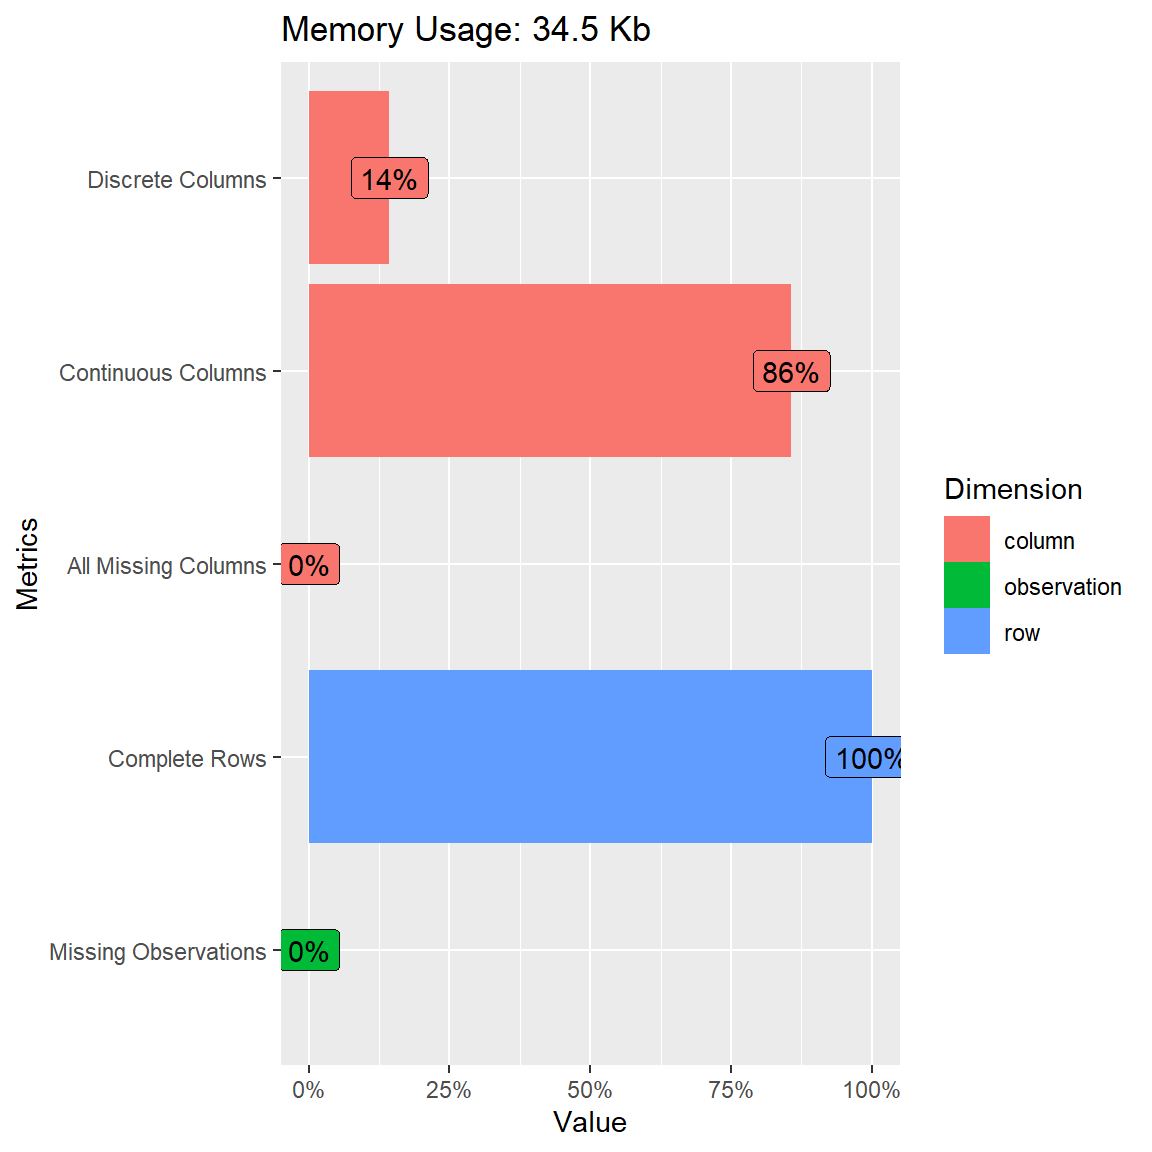 Memory Usage: 34.5 Kb
Discrete Columns
14%
Continuous Columns
86%
All Missing Columns
0%
Complete Rows
100%
Missing Observations
0%
Metrics
0% 25% 50% 75% 100%
Value
Dimension
column
observation
row